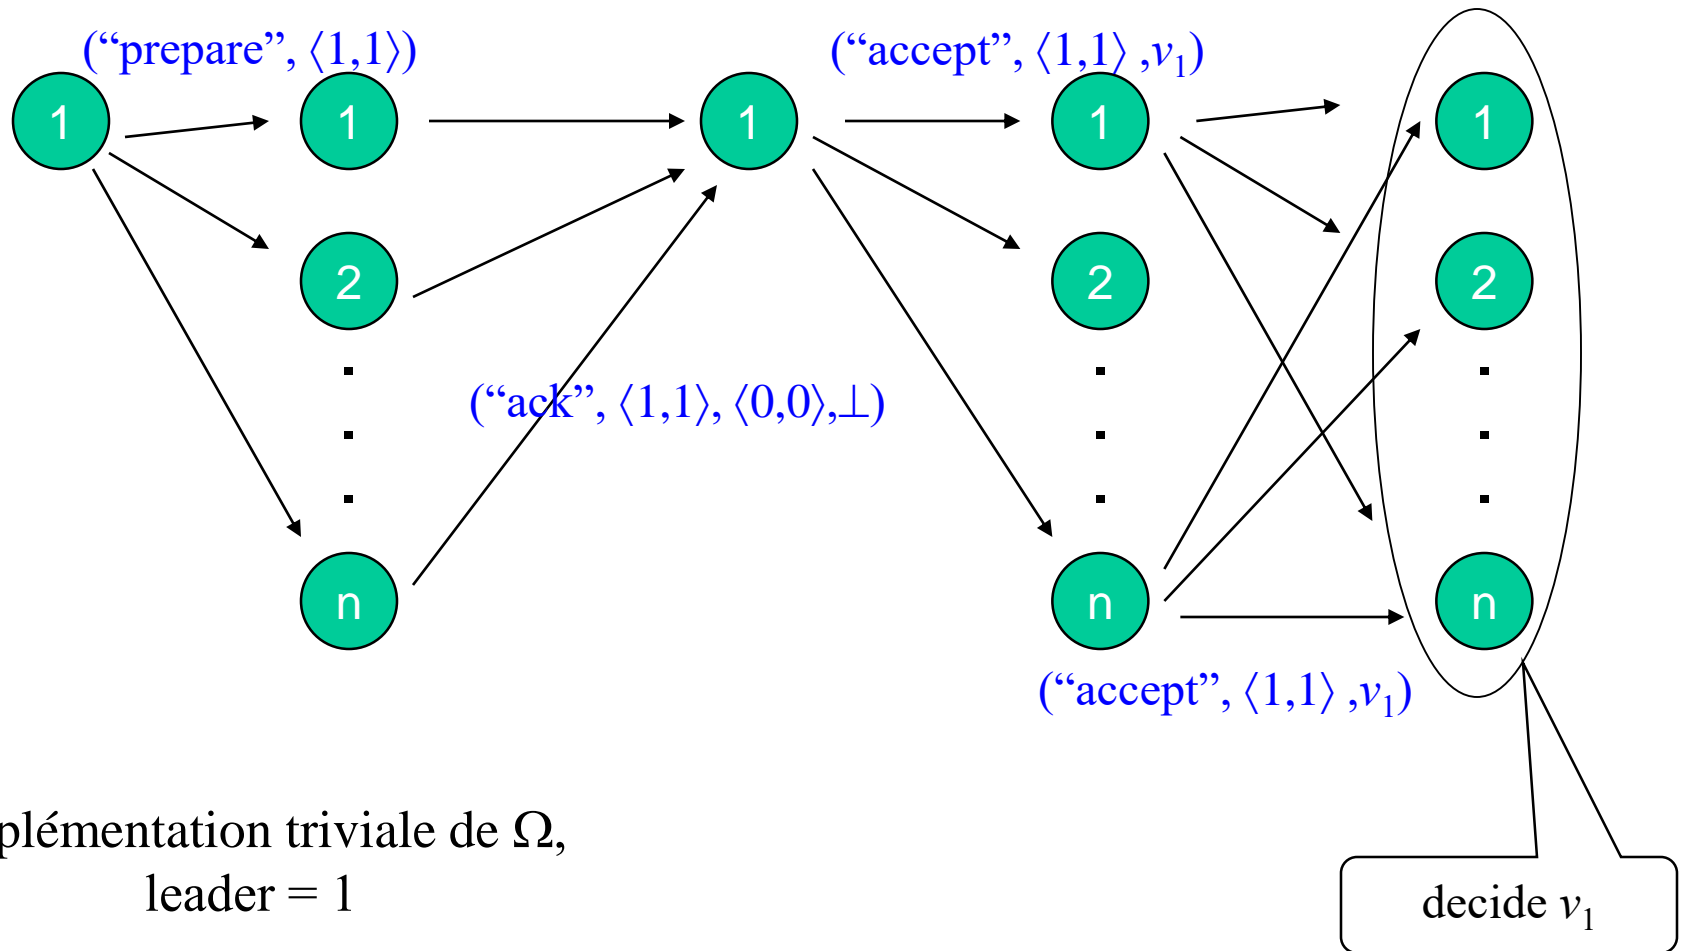 (“prepare”, ⟨1,1⟩)
(“accept”, ⟨1,1⟩ ,v₁)
1 1 1 1 1
2 2 2
(“ack”, ⟨1,1⟩, ⟨0,0⟩,⊥)
n n n
(“accept”, ⟨1,1⟩ ,v₁)
plémentation triviale de Ω,
leader = 1
decide v₁